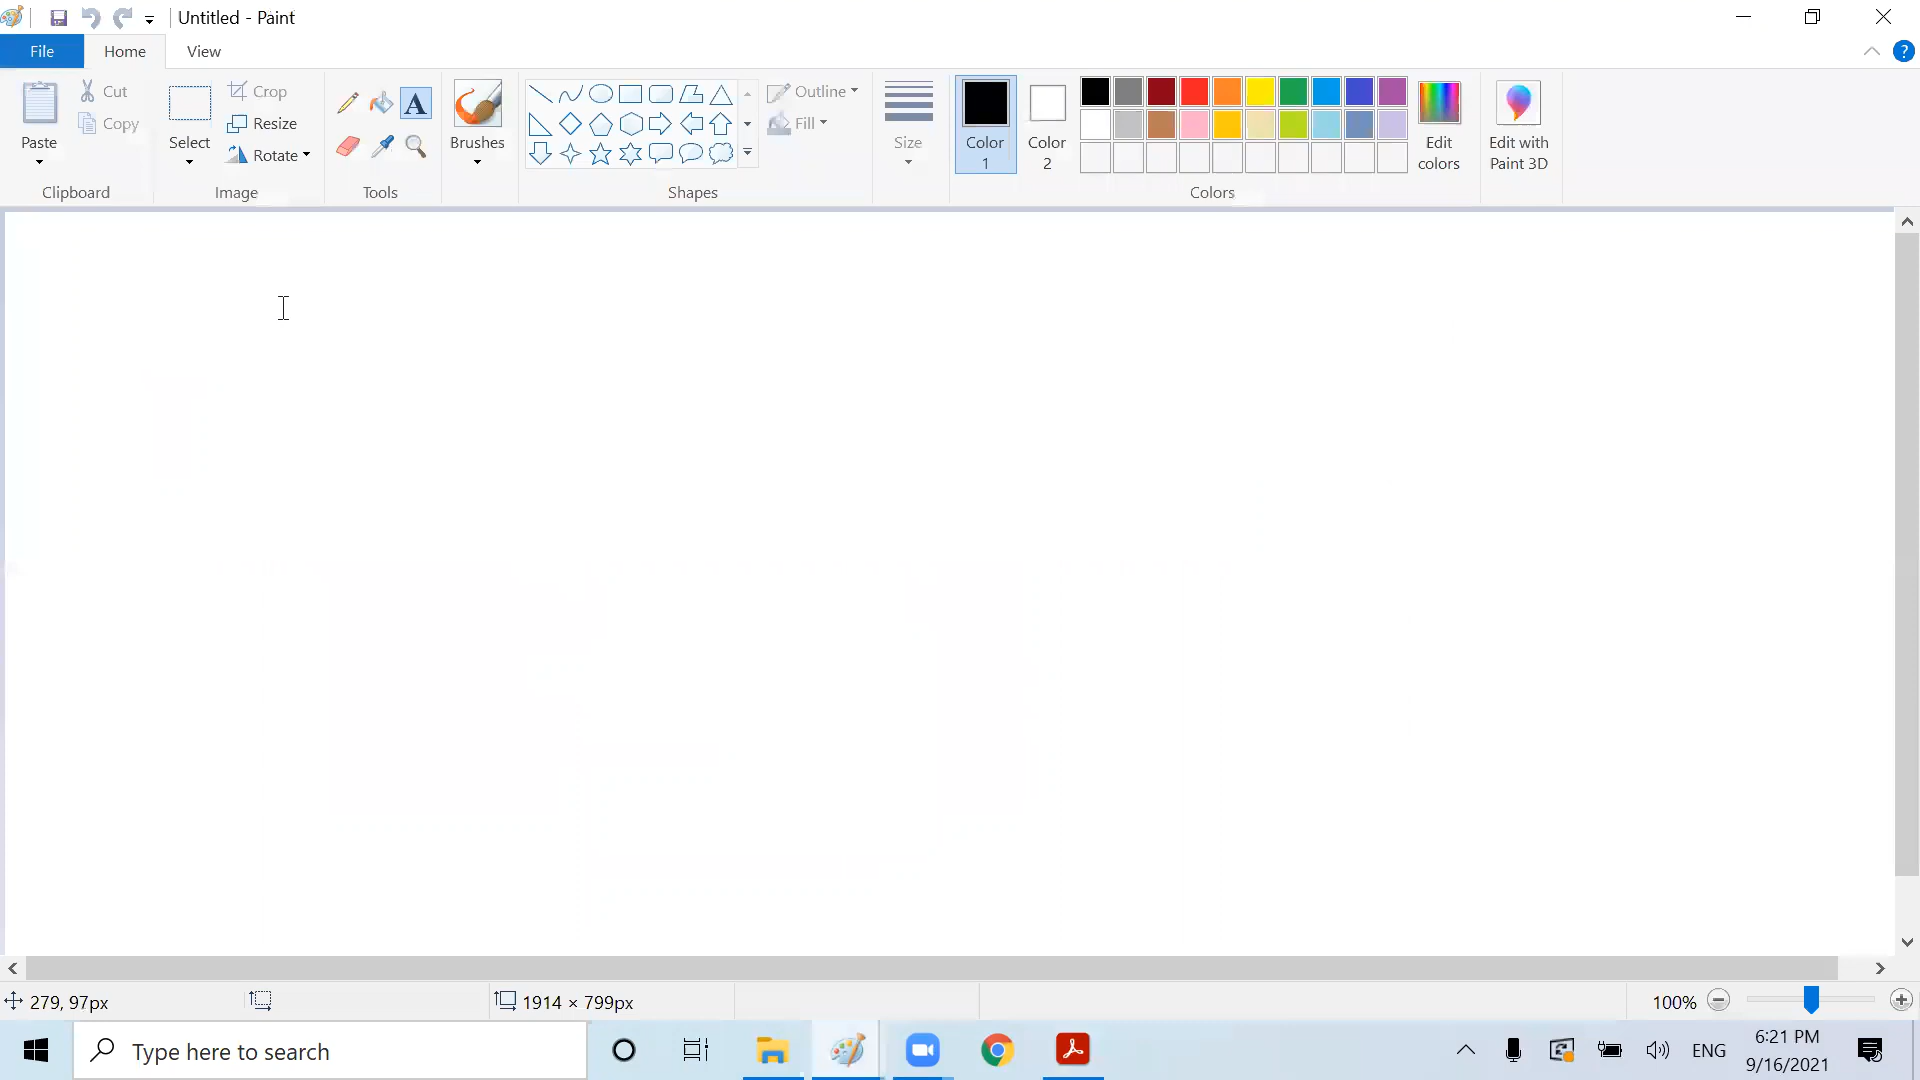 Untitled - Paint
File Home View
Paste Cut Copy Select Crop Resize Rotate A Brushes Outline Fill Size Color 1 Color 2 Edit colors Edit with Paint 3D
Clipboard Image Tools Shapes Colors
279, 97px 1914 × 799px 100%
Type here to search ENG 6:21 PM
9/16/2021